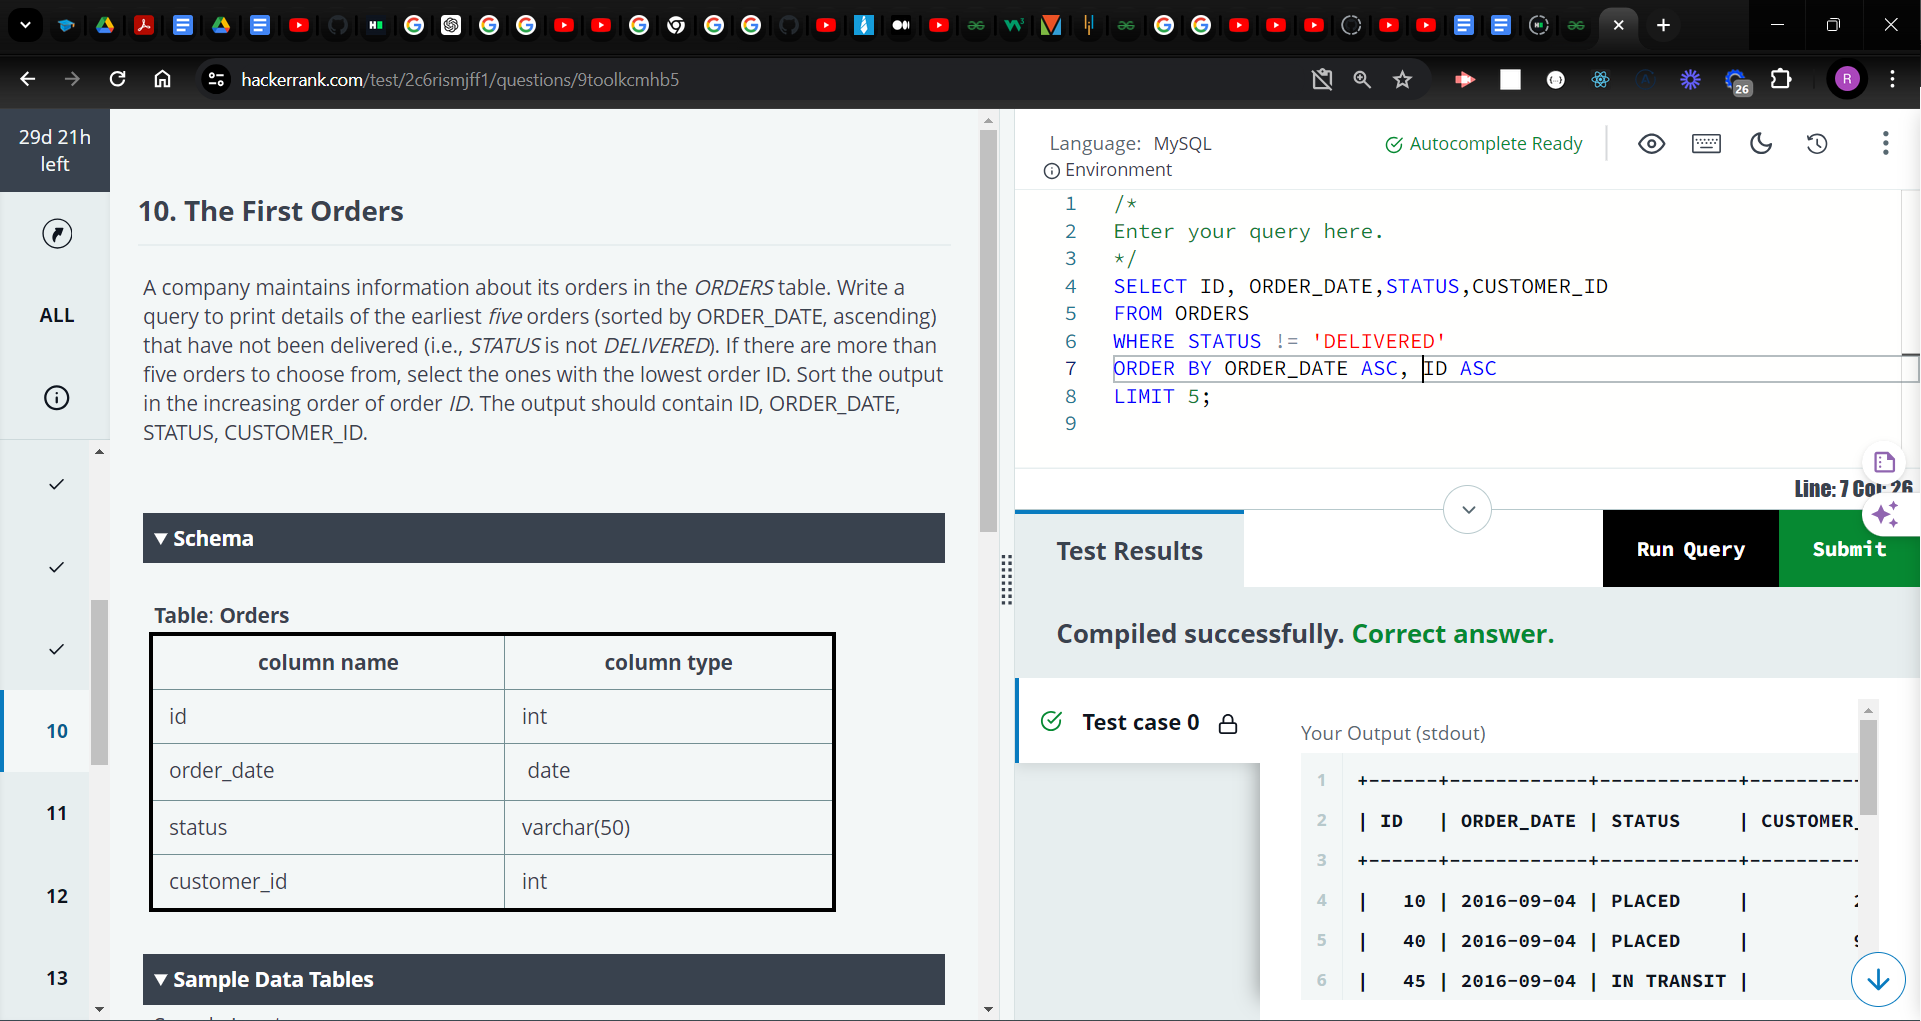 hackerrank.com/test/2c6rismjff1/questions/9toolkcmhb5
26
R
29d 21h
left
ALL
10
11
12
13
10. The First Orders
A company maintains information about its orders in the ORDERS table. Write a
query to print details of the earliest five orders (sorted by ORDER_DATE, ascending)
that have not been delivered (i.e., STATUS is not DELIVERED). If there are more than
five orders to choose from, select the ones with the lowest order ID. Sort the output
in the increasing order of order ID. The output should contain ID, ORDER_DATE,
STATUS, CUSTOMER_ID.
▼ Schema
Table: Orders
column name column type
id int
order_date date
status varchar(50)
customer_id int
▼ Sample Data Tables
Language: MySQL
Autocomplete Ready
Environment
1 /*
2 Enter your query here.
3 */
4 SELECT ID, ORDER_DATE,STATUS,CUSTOMER_ID
5 FROM ORDERS
6 WHERE STATUS != 'DELIVERED'
7 ORDER BY ORDER_DATE ASC, ID ASC
8 LIMIT 5;
9
Line: 7 Col: 26
Test Results
Run Query
Submit
Compiled successfully. Correct answer.
Test case 0
Your Output (stdout)
1 +------+------------+------------+----------
2 | ID | ORDER_DATE | STATUS | CUSTOMER_
3 +------+------------+------------+----------
4 | 10 | 2016-09-04 | PLACED |
5 | 40 | 2016-09-04 | PLACED |
6 | 45 | 2016-09-04 | IN TRANSIT |